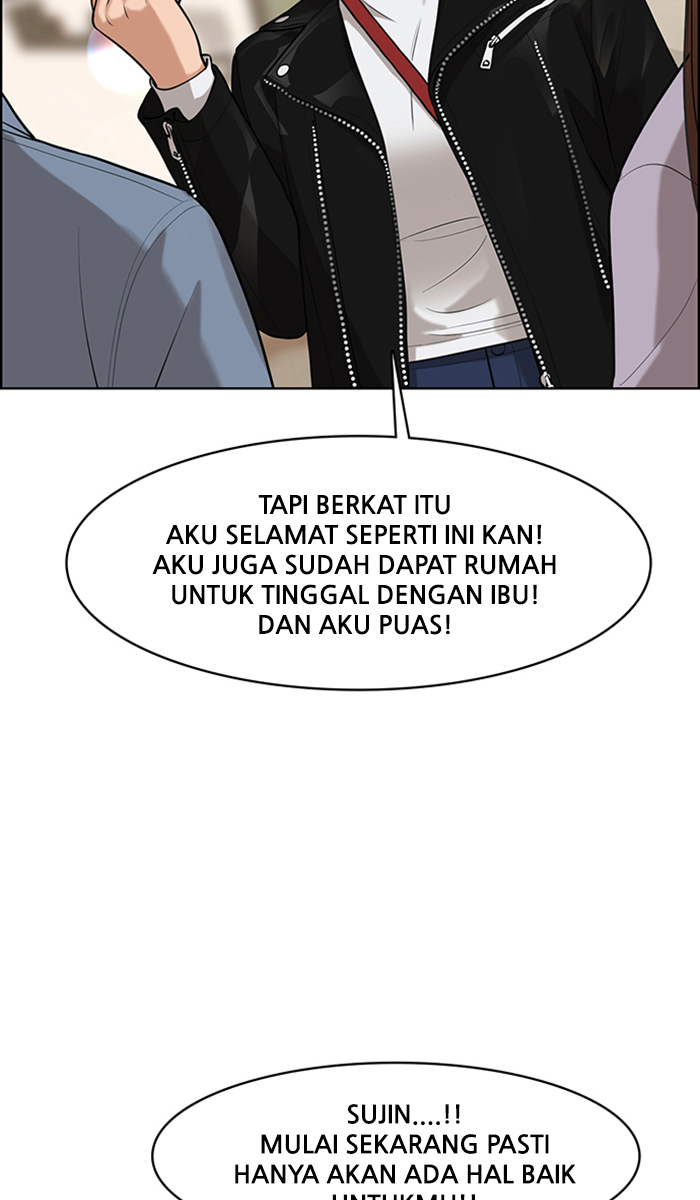 TAPI BERKAT ITU
AKU SELAMAT SEPERTI INI KAN!
AKU JUGA SUDAH DAPAT RUMAH
UNTUK TINGGAL DENGAN IBU!
DAN AKU PUAS!
SUJIN....!!
MULAI SEKARANG PASTI
HANYA AKAN ADA HAL BAIK
UNTUKMU!!